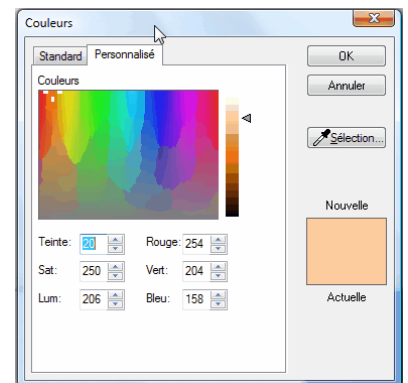 Couleurs
Standard Personnalisé
OK
Couleurs
Annuler
Sélection...
Nouvelle
Teinte: 20 Rouge: 254
Sat: 250 Vert: 204
Lum: 206 Bleu: 158
Actuelle